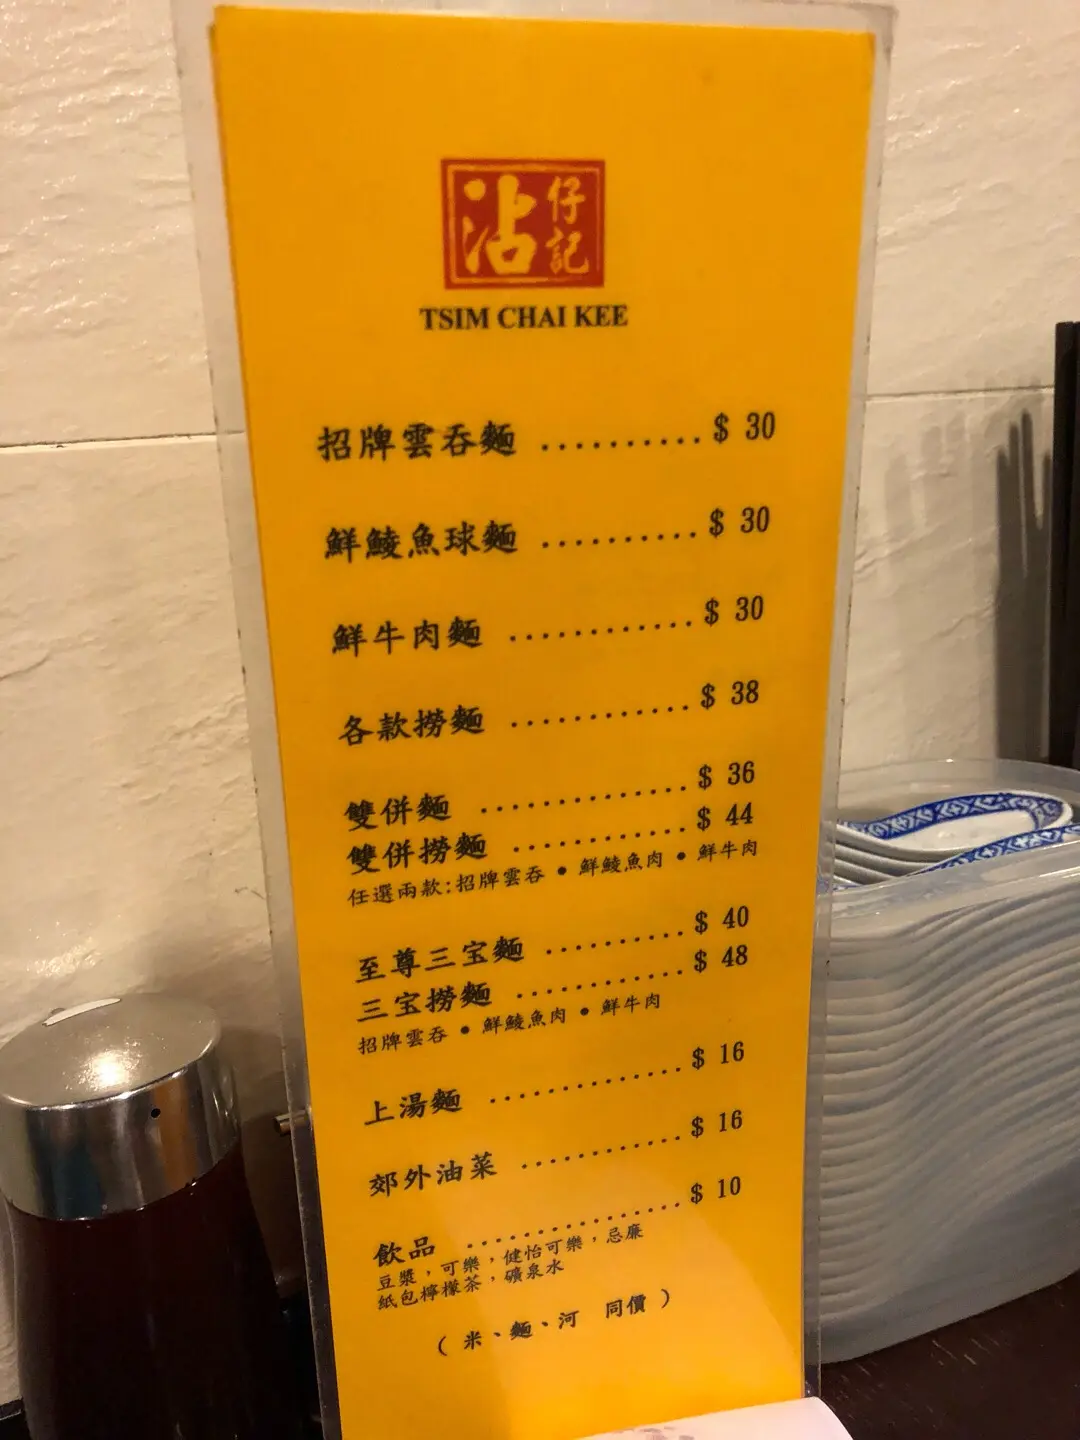 沾仔記
TSIM CHAI KEE
招牌雲吞麵 .......... $ 30
鮮鯪魚球麵 .......... $ 30
鮮牛肉麵 ............ $ 30
各款撈麵 ............ $ 38
雙併麵 .............. $ 36
雙併撈麵 ............ $ 44
任選兩款:招牌雲吞 • 鮮鯪魚肉 • 鮮牛肉
至尊三宝麵 .......... $ 40
三宝撈麵 ............ $ 48
招牌雲吞 • 鮮鯪魚肉 • 鮮牛肉
上湯麵 .............. $ 16
郊外油菜 ............ $ 16
飲品 ................ $ 10
豆漿，可樂，健怡可樂，忌廉
紙包檸檬茶，礦泉水
( 米、麵、河 同價 )